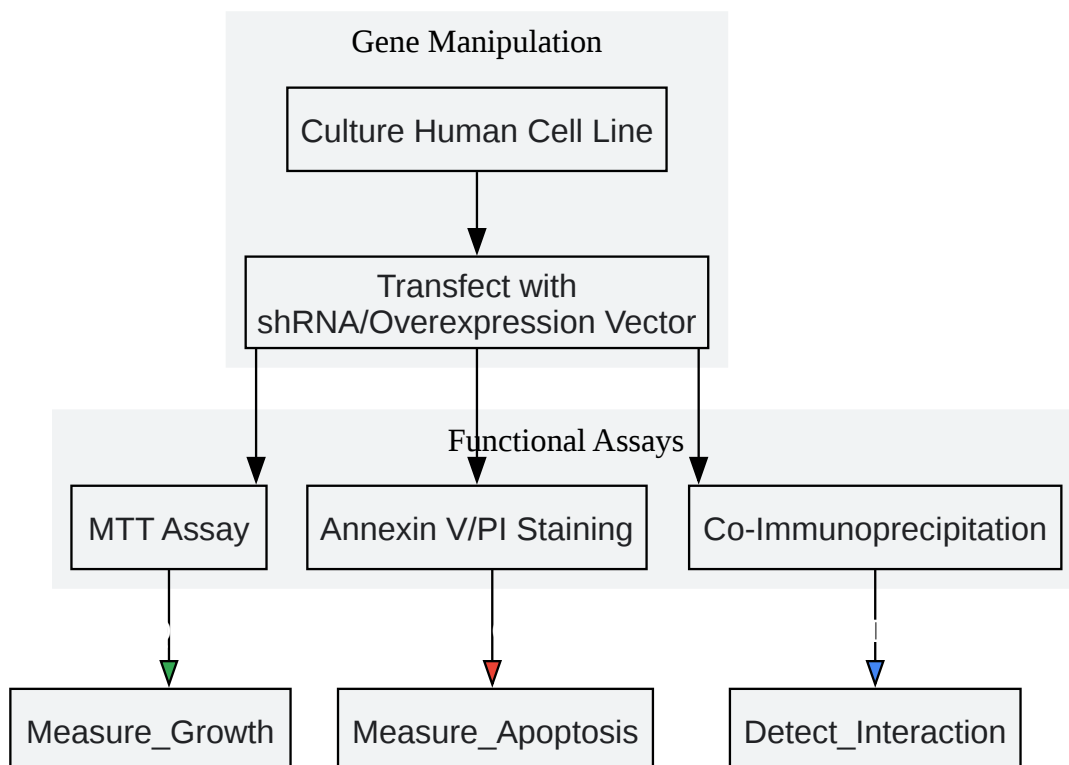 Gene Manipulation
Culture Human Cell Line
Transfect with
shRNA/Overexpression Vector
Functional Assays
MTT Assay
Annexin V/PI Staining
Co-Immunoprecipitation
Measure_Growth
Measure_Apoptosis
Detect_Interaction